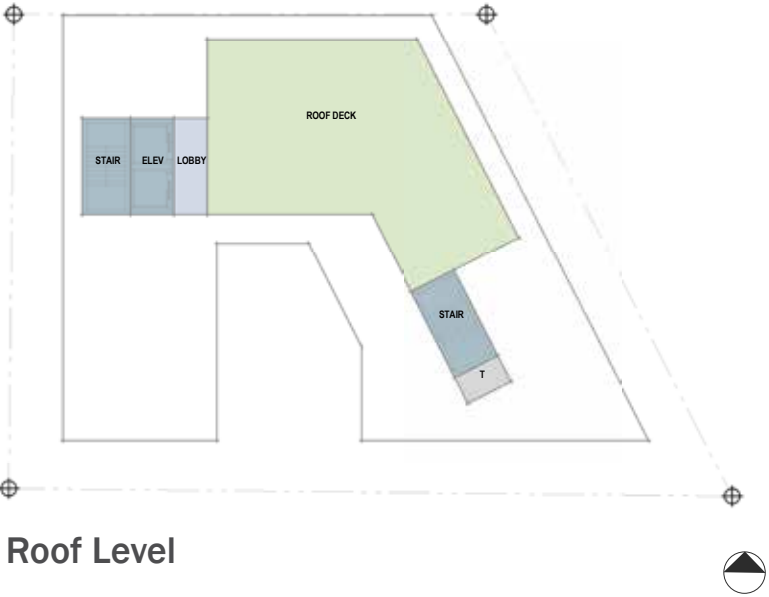 ROOF DECK
STAIR
ELEV
LOBBY
STAIR
T
Roof Level